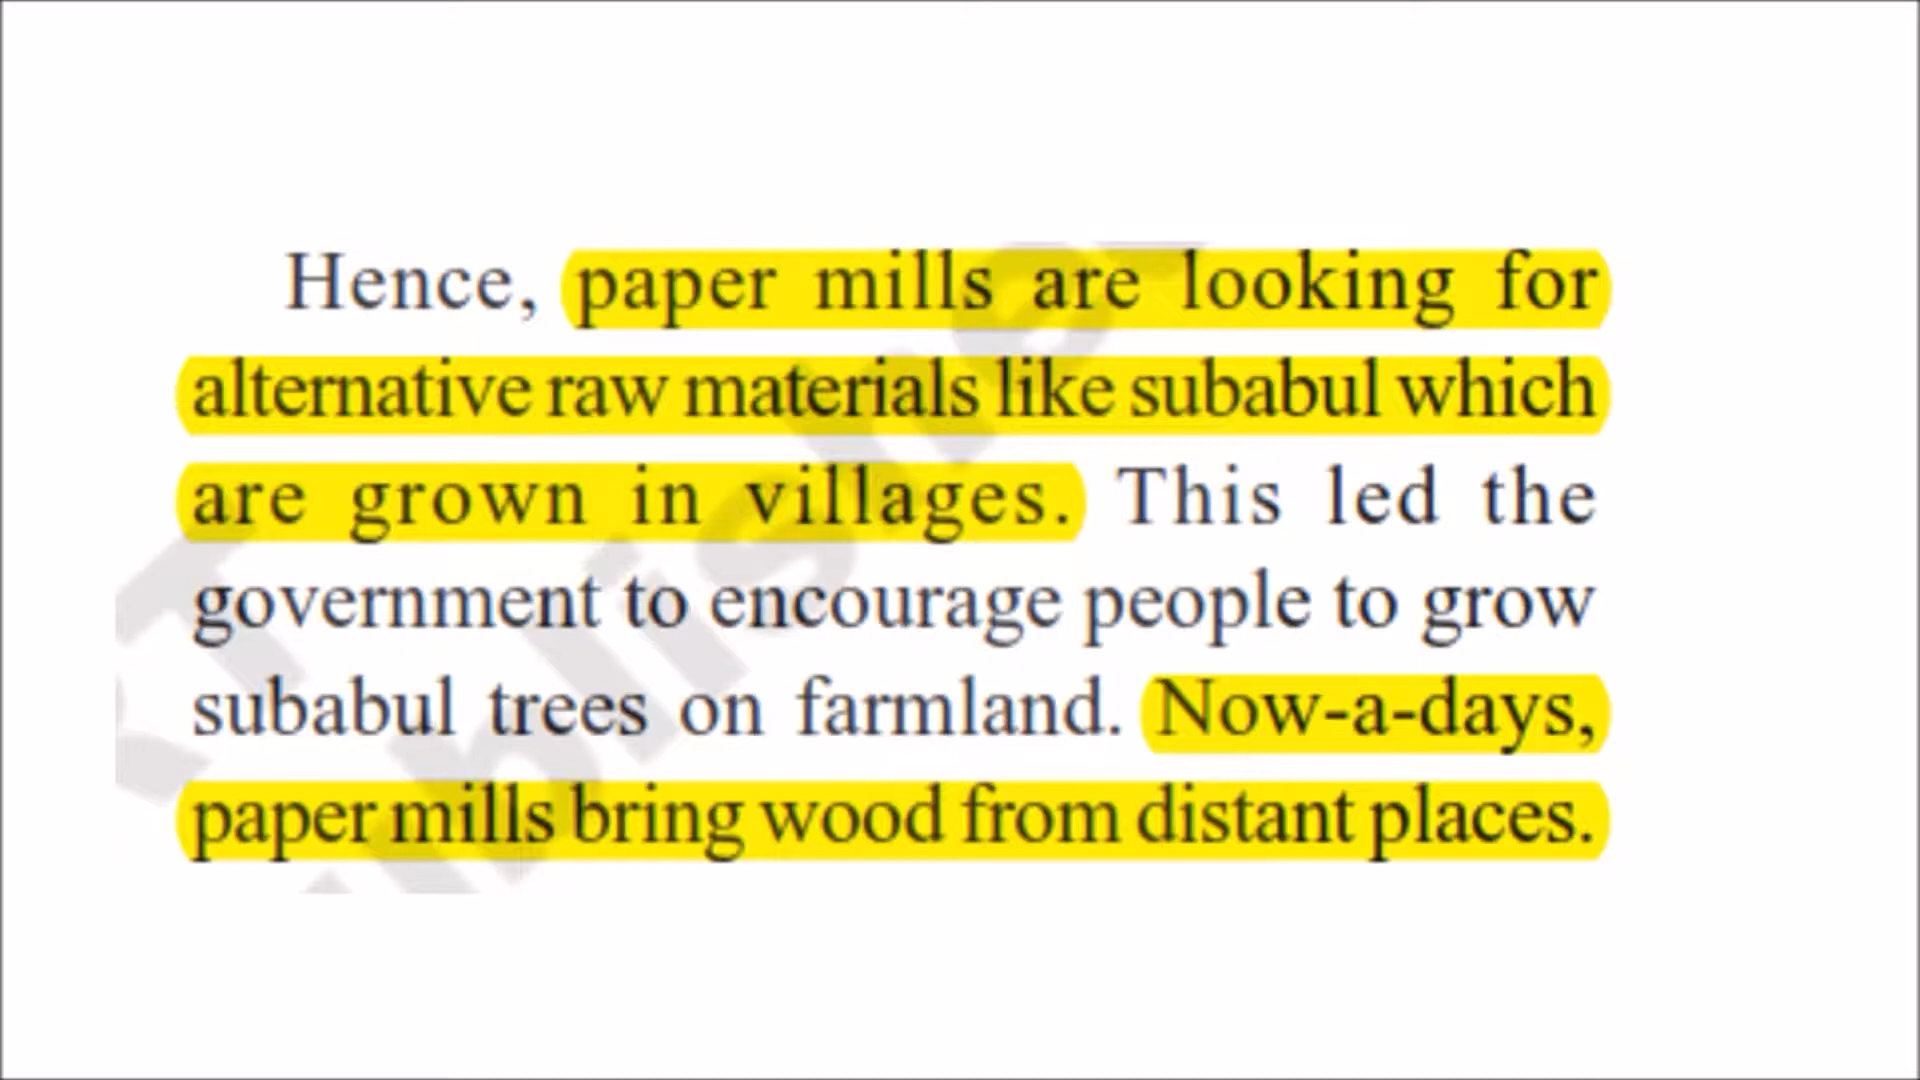 Hence, paper mills are looking for
alternative raw materials like subabul which
are grown in villages. This led the
government to encourage people to grow
subabul trees on farmland. Now-a-days,
paper mills bring wood from distant places.